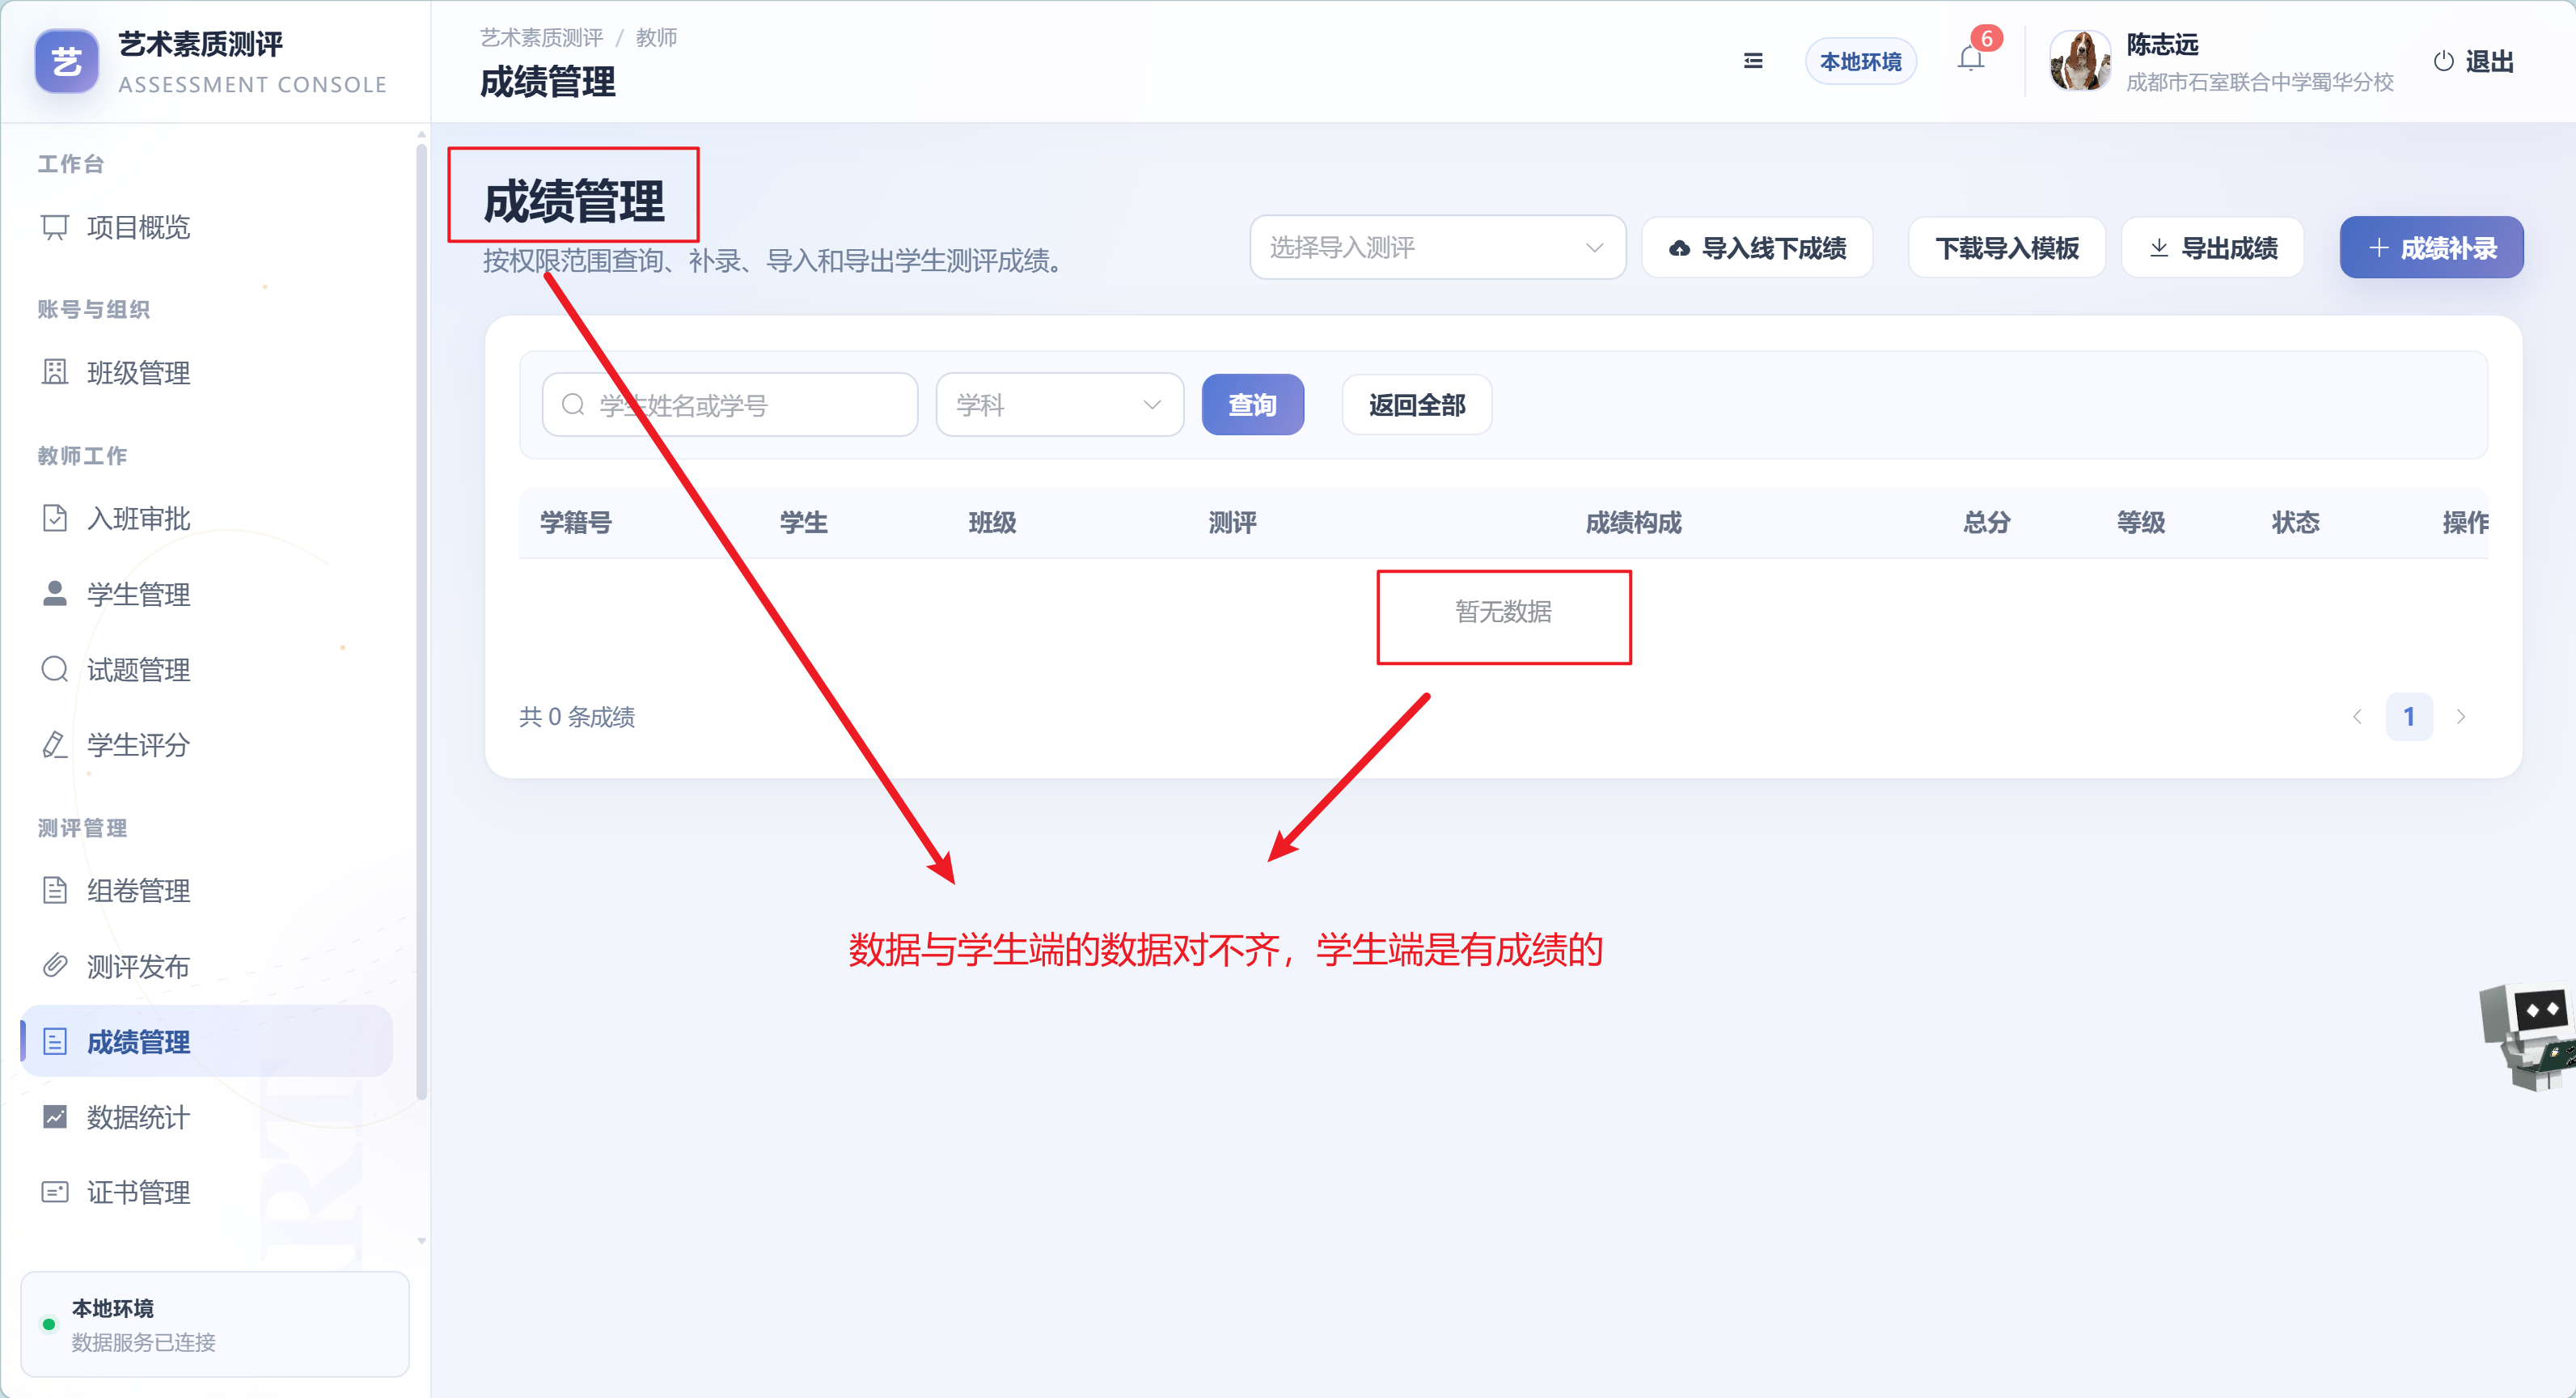 艺
艺术素质测评
ASSESSMENT CONSOLE
艺术素质测评 / 教师
成绩管理
本地环境
6
陈志远
成都市石室联合中学蜀华分校
退出
工作台
项目概览
账号与组织
班级管理
教师工作
入班审批
学生管理
试题管理
学生评分
测评管理
组卷管理
测评发布
成绩管理
数据统计
证书管理
本地环境
数据服务已连接
成绩管理
按权限范围查询、补录、导入和导出学生测评成绩。
选择导入测评
导入线下成绩
下载导入模板
导出成绩
成绩补录
学生姓名或学号
学科
查询
返回全部
学籍号 学生 班级 测评 成绩构成 总分 等级 状态 操作
暂无数据
共 0 条成绩
1
数据与学生端的数据对不齐，学生端是有成绩的